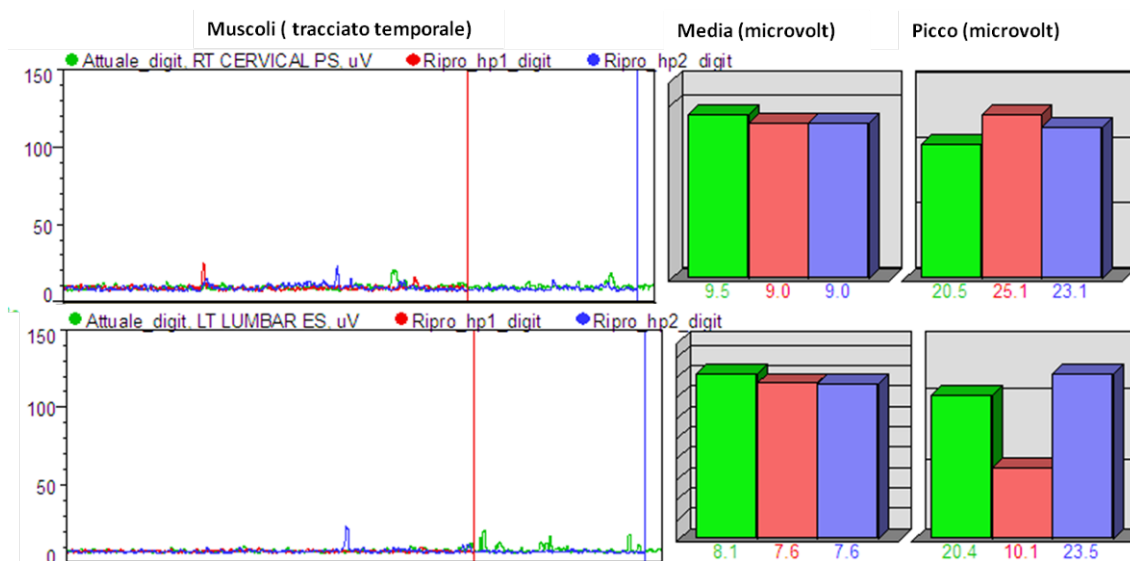 Muscoli ( tracciato temporale)
Media (microvolt)
Picco (microvolt)
Attuale_digit, RT CERVICAL PS, uV Ripro_hp1_digit Ripro_hp2_digit
150
100
50
0
9.5 9.0 9.0
20.5 25.1 23.1
Attuale_digit, LT LUMBAR ES, uV Ripro_hp1_digit Ripro_hp2_digit
150
100
50
0
8.1 7.6 7.6
20.4 10.1 23.5